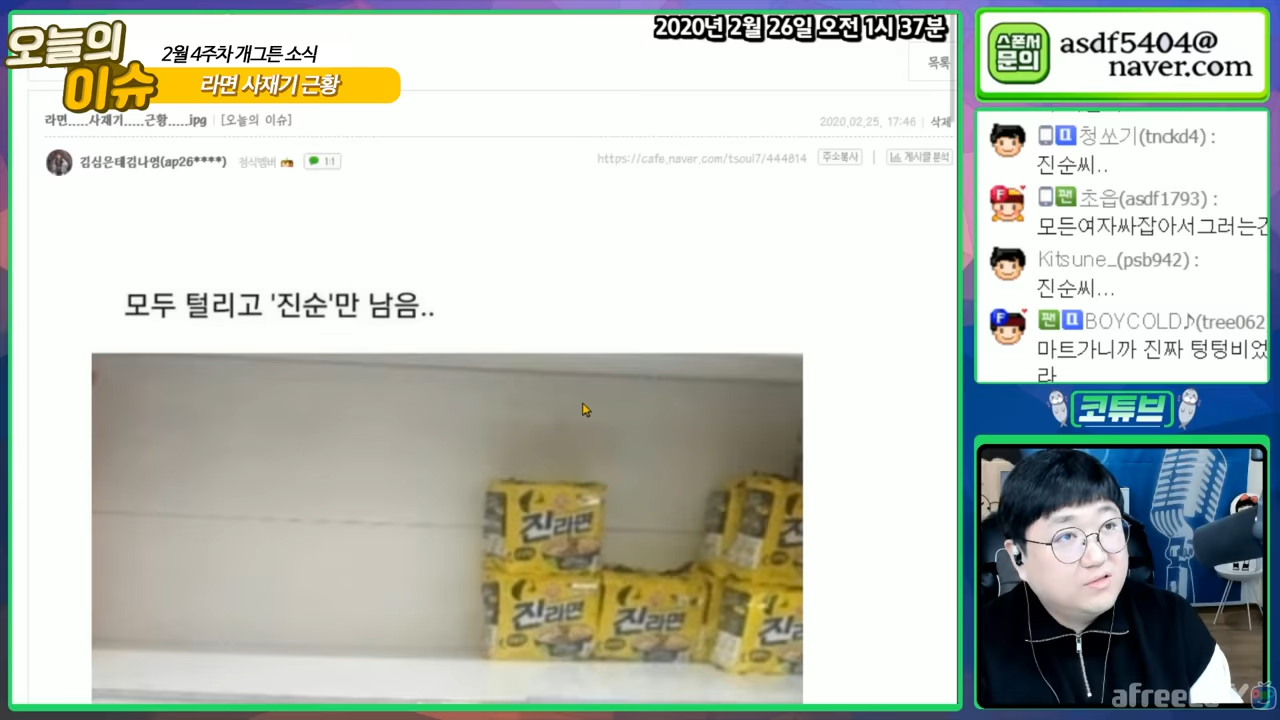 오늘의
이슈
2월 4주차 개그튼 소식
라면 사재기 근황
2020년 2월 26일 오전 1시 37분
목록
라면.....사재기.....근황.....jpg | [오늘의 이슈]
2020.02.25. 17:46 | 삭제
김심은데김나영(ap26****) 정식멤버 1:1
https://cafe.naver.com/tsoul7/444814 주소복사 | 게시글 분석
모두 털리고 '진순'만 남음..
진라면
진라면
진라면
진라
스폰서
문의
asdf5404@
naver.com
청쏘기(tnckd4) :
진순씨..
F 팬 초읍(asdf1793) :
모든여자싸잡아서그러는건
Kitsune_(psb942) :
진순씨...
F 팬 BOYCOLD♪(tree062
마트가니까 진짜 텅텅비었
라
코튜브
afreeca